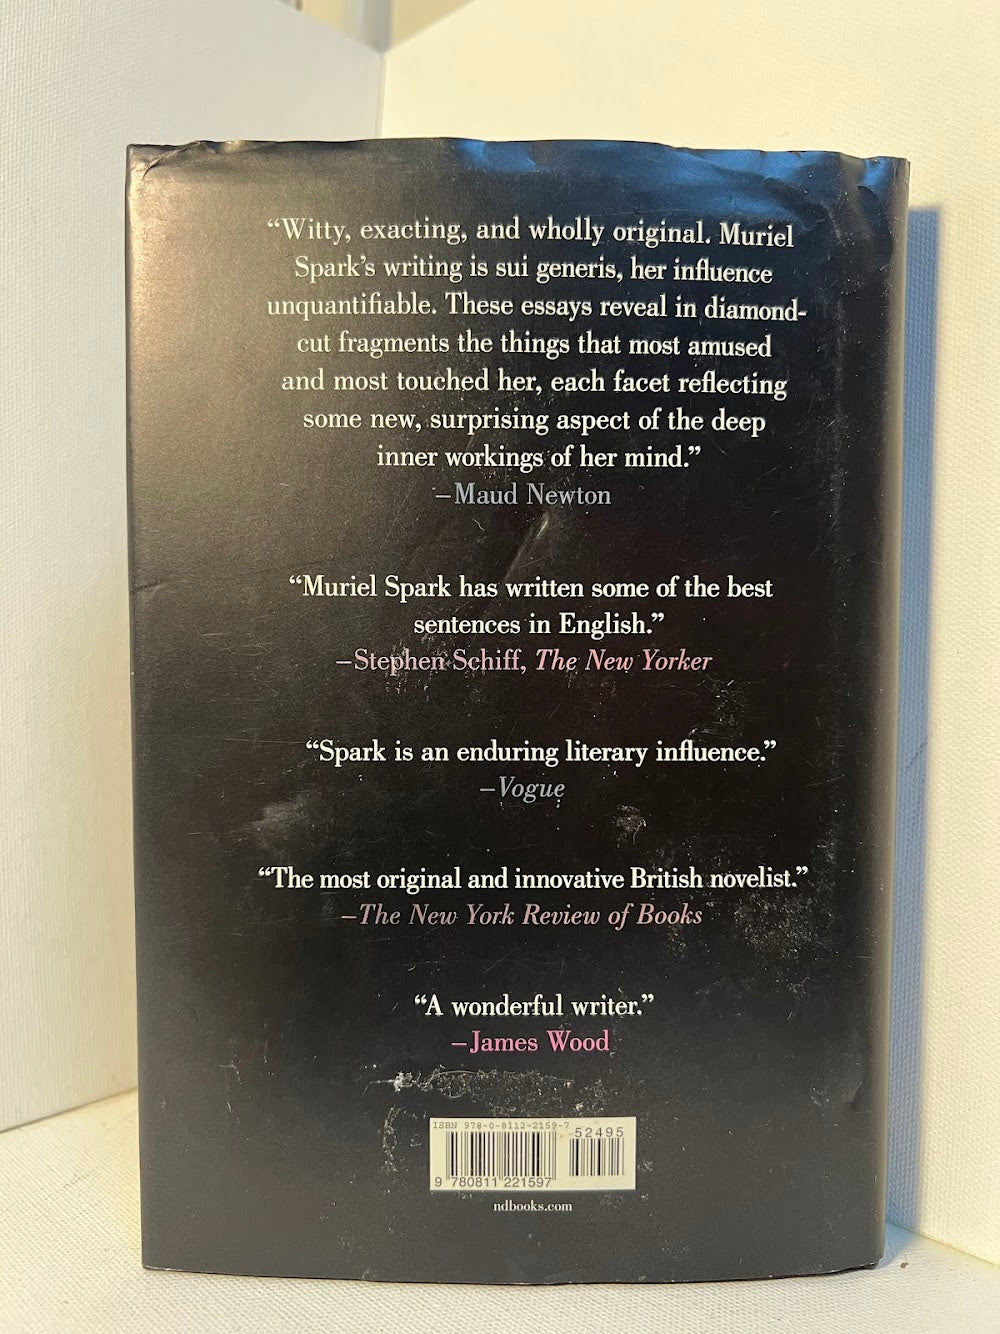 “Witty, exacting, and wholly original. Muriel
Spark’s writing is sui generis, her influence
unquantifiable. These essays reveal in diamond-
cut fragments the things that most amused
and most touched her, each facet reflecting
some new, surprising aspect of the deep
inner workings of her mind.”
—Maud Newton
“Muriel Spark has written some of the best
sentences in English.”
—Stephen Schiff, The New Yorker
“Spark is an enduring literary influence.”
—Vogue
“The most original and innovative British novelist.”
—The New York Review of Books
“A wonderful writer.”
—James Wood
ISBN 978-0-8112-2159-7
52495
9 780811 221597
ndbooks.com